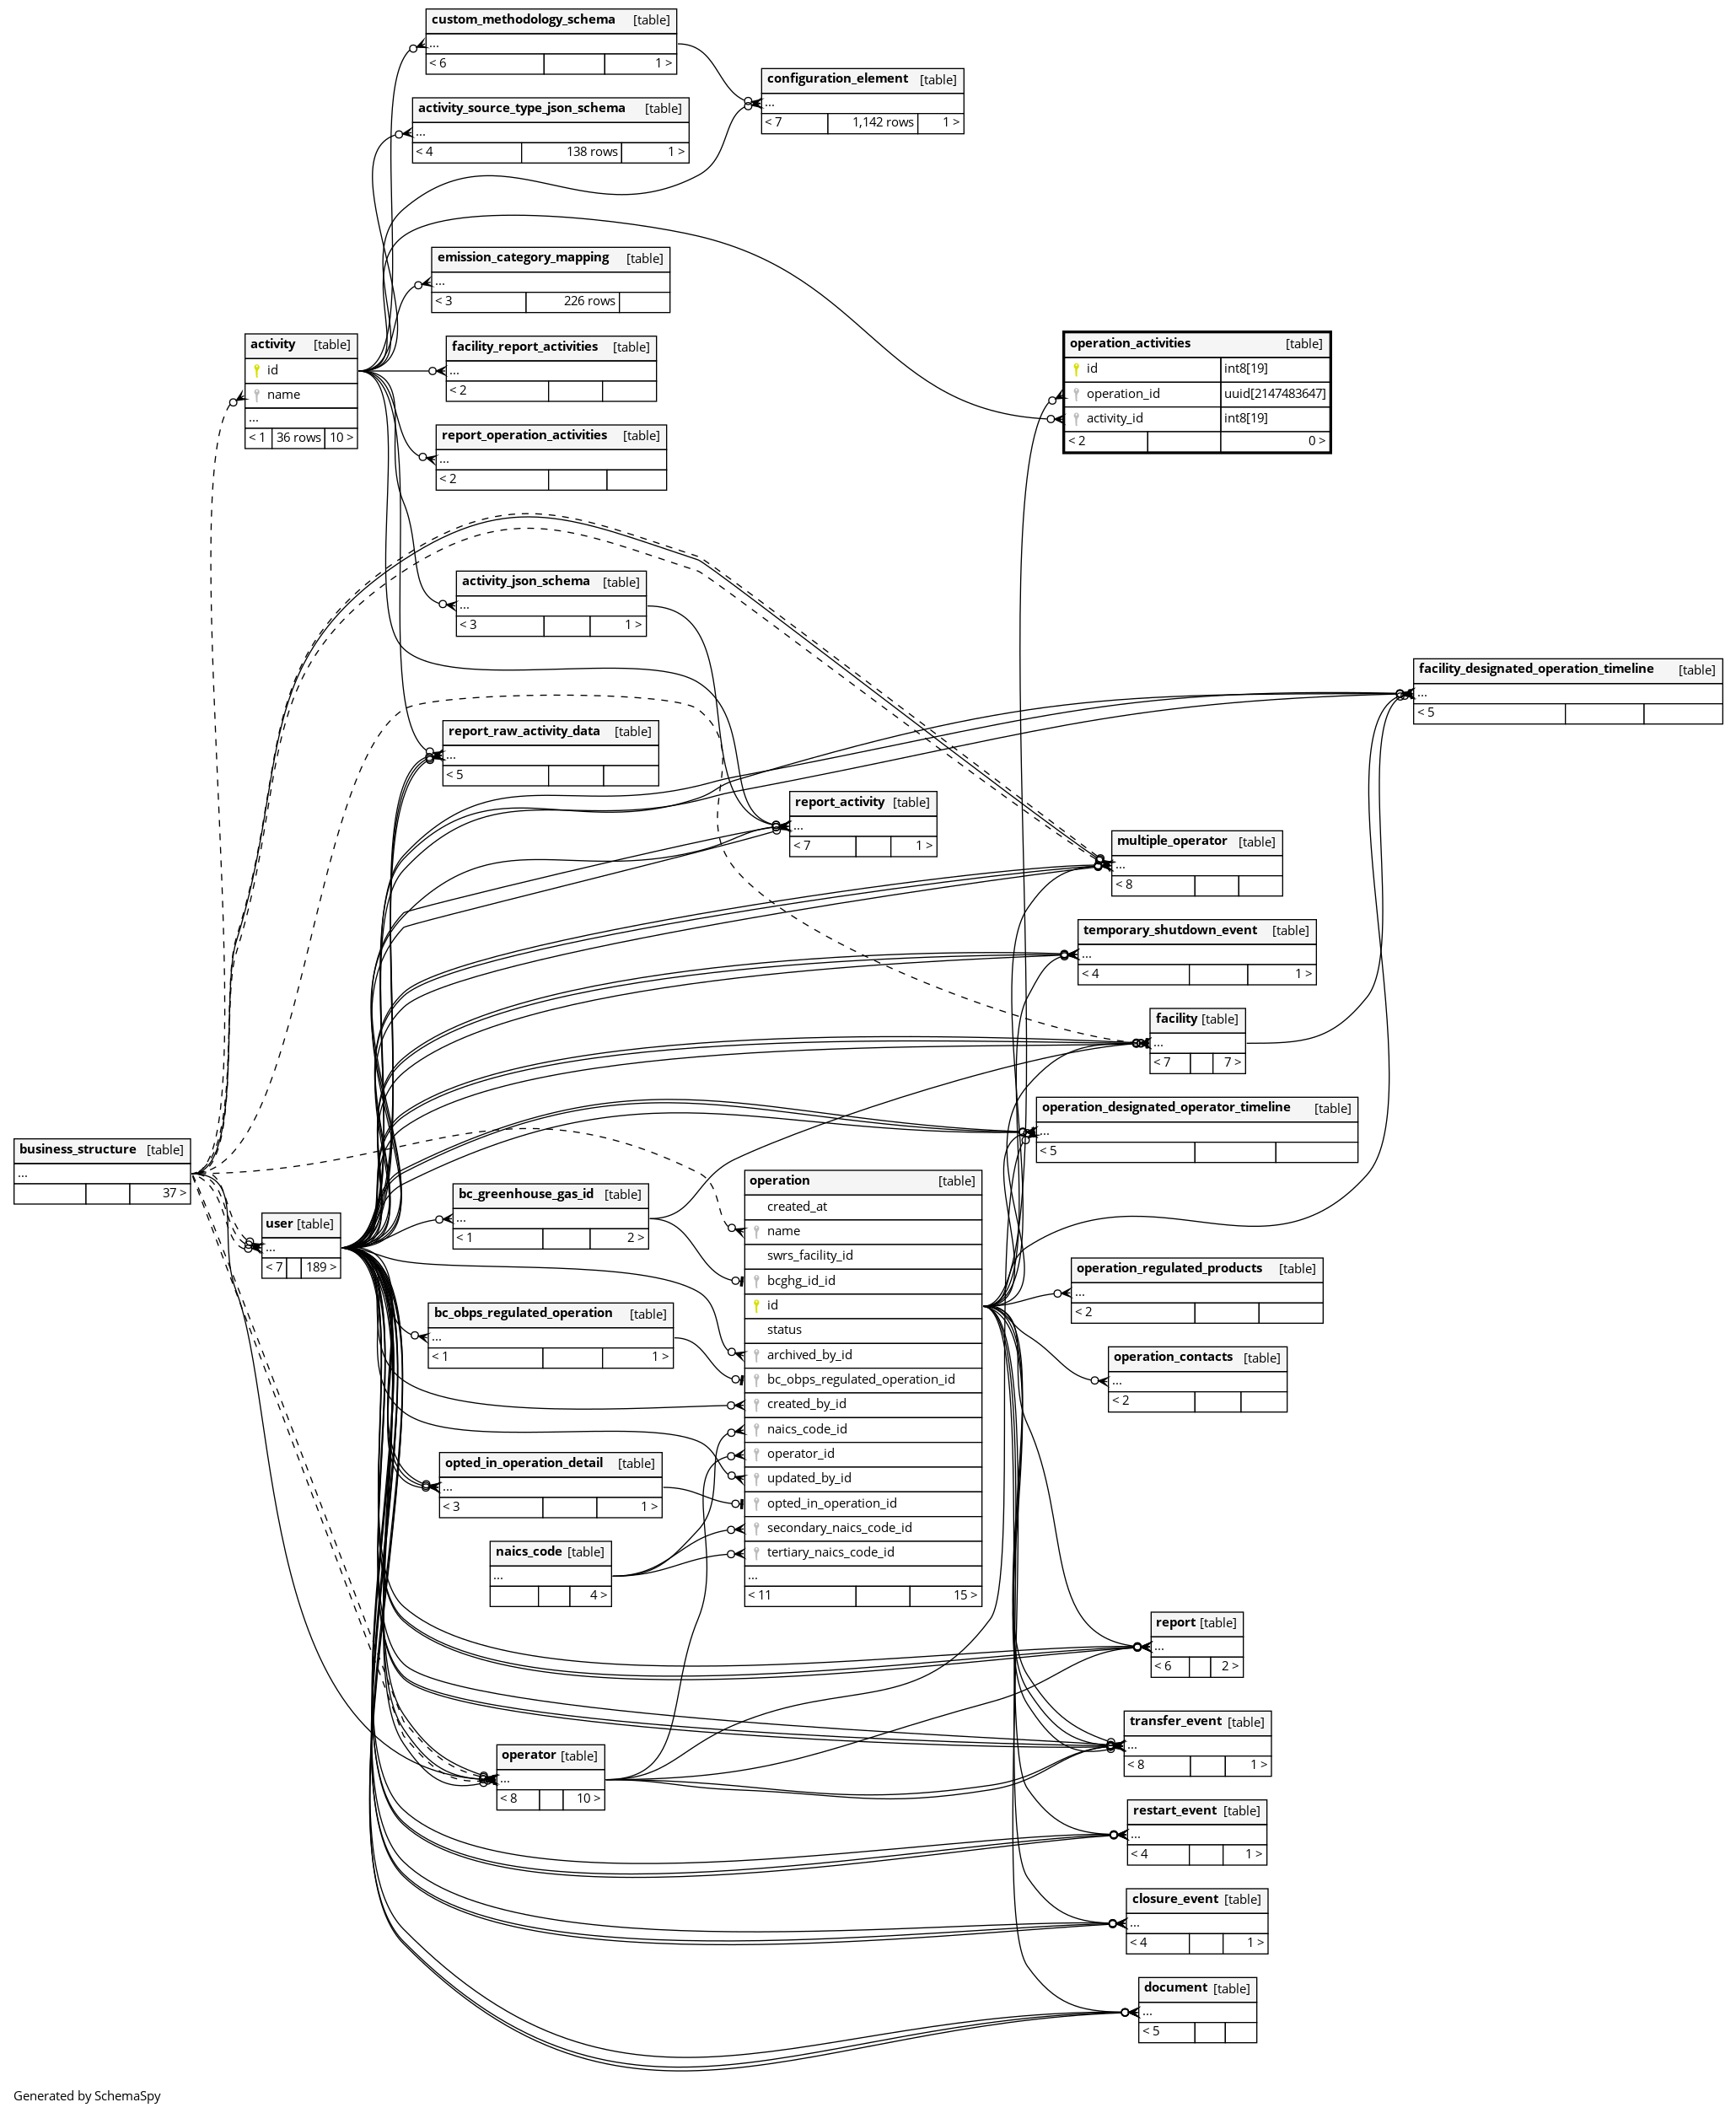 custom_methodology_schema [table]
...
< 6 1 >
configuration_element [table]
...
< 7 1,142 rows 1 >
activity_source_type_json_schema [table]
...
< 4 138 rows 1 >
emission_category_mapping [table]
...
< 3 226 rows
activity [table]
id
name
...
< 1 36 rows 10 >
facility_report_activities [table]
...
< 2
operation_activities [table]
id int8[19]
operation_id uuid[2147483647]
activity_id int8[19]
< 2 0 >
report_operation_activities [table]
...
< 2
activity_json_schema [table]
...
< 3 1 >
facility_designated_operation_timeline [table]
...
< 5
report_raw_activity_data [table]
...
< 5
report_activity [table]
...
< 7 1 >
multiple_operator [table]
...
< 8
temporary_shutdown_event [table]
...
< 4 1 >
facility [table]
...
< 7 7 >
operation_designated_operator_timeline [table]
...
< 5
business_structure [table]
...
37 >
user [table]
...
< 7 189 >
bc_greenhouse_gas_id [table]
...
< 1 2 >
operation [table]
created_at
name
swrs_facility_id
bcghg_id_id
id
status
archived_by_id
bc_obps_regulated_operation_id
created_by_id
naics_code_id
operator_id
updated_by_id
opted_in_operation_id
secondary_naics_code_id
tertiary_naics_code_id
...
< 11 15 >
operation_regulated_products [table]
...
< 2
bc_obps_regulated_operation [table]
...
< 1 1 >
operation_contacts [table]
...
< 2
opted_in_operation_detail [table]
...
< 3 1 >
naics_code [table]
...
4 >
report [table]
...
< 6 2 >
transfer_event [table]
...
< 8 1 >
operator [table]
...
< 8 10 >
restart_event [table]
...
< 4 1 >
closure_event [table]
...
< 4 1 >
document [table]
...
< 5
Generated by SchemaSpy